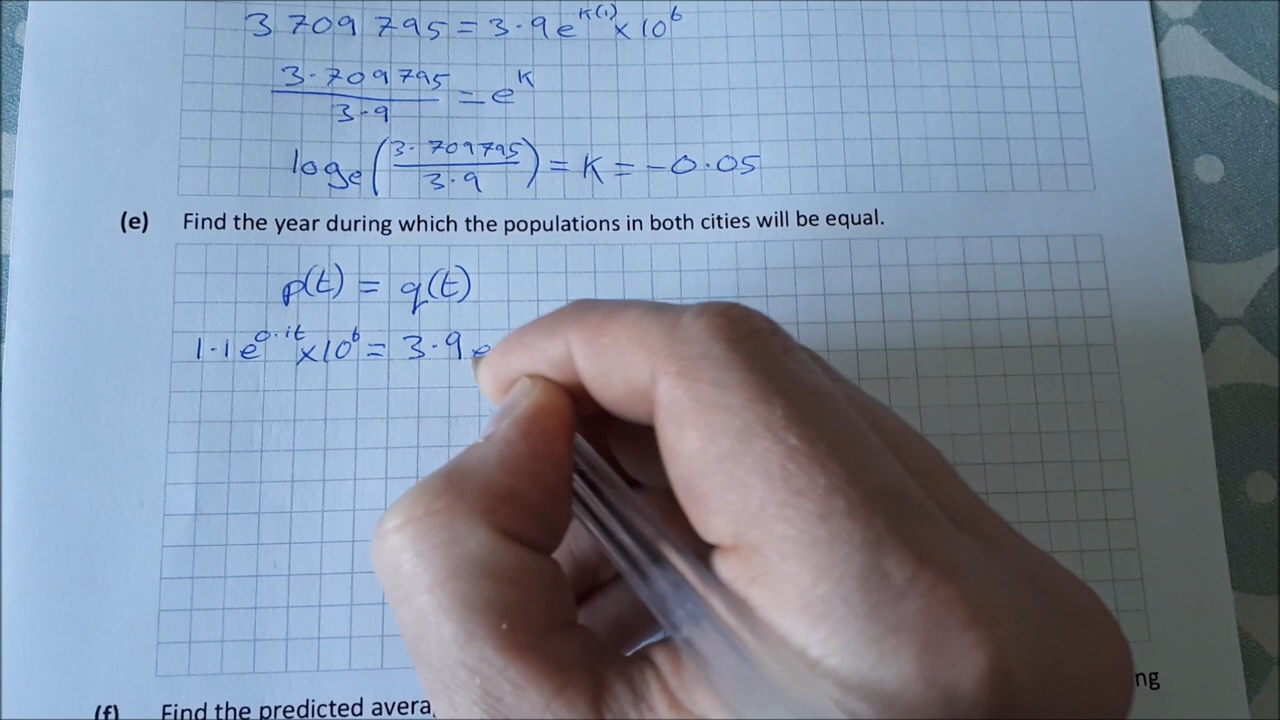 3 709 795 = 3·9e^k(1) × 10^6
3·709795 / 3·9 = e^k
loge(3·709795 / 3·9) = k = -0.05
(e) Find the year during which the populations in both cities will be equal.
p(t) = q(t)
1·1e^0·1t × 10^6 = 3·9e
ng
(f) Find the predicted avera